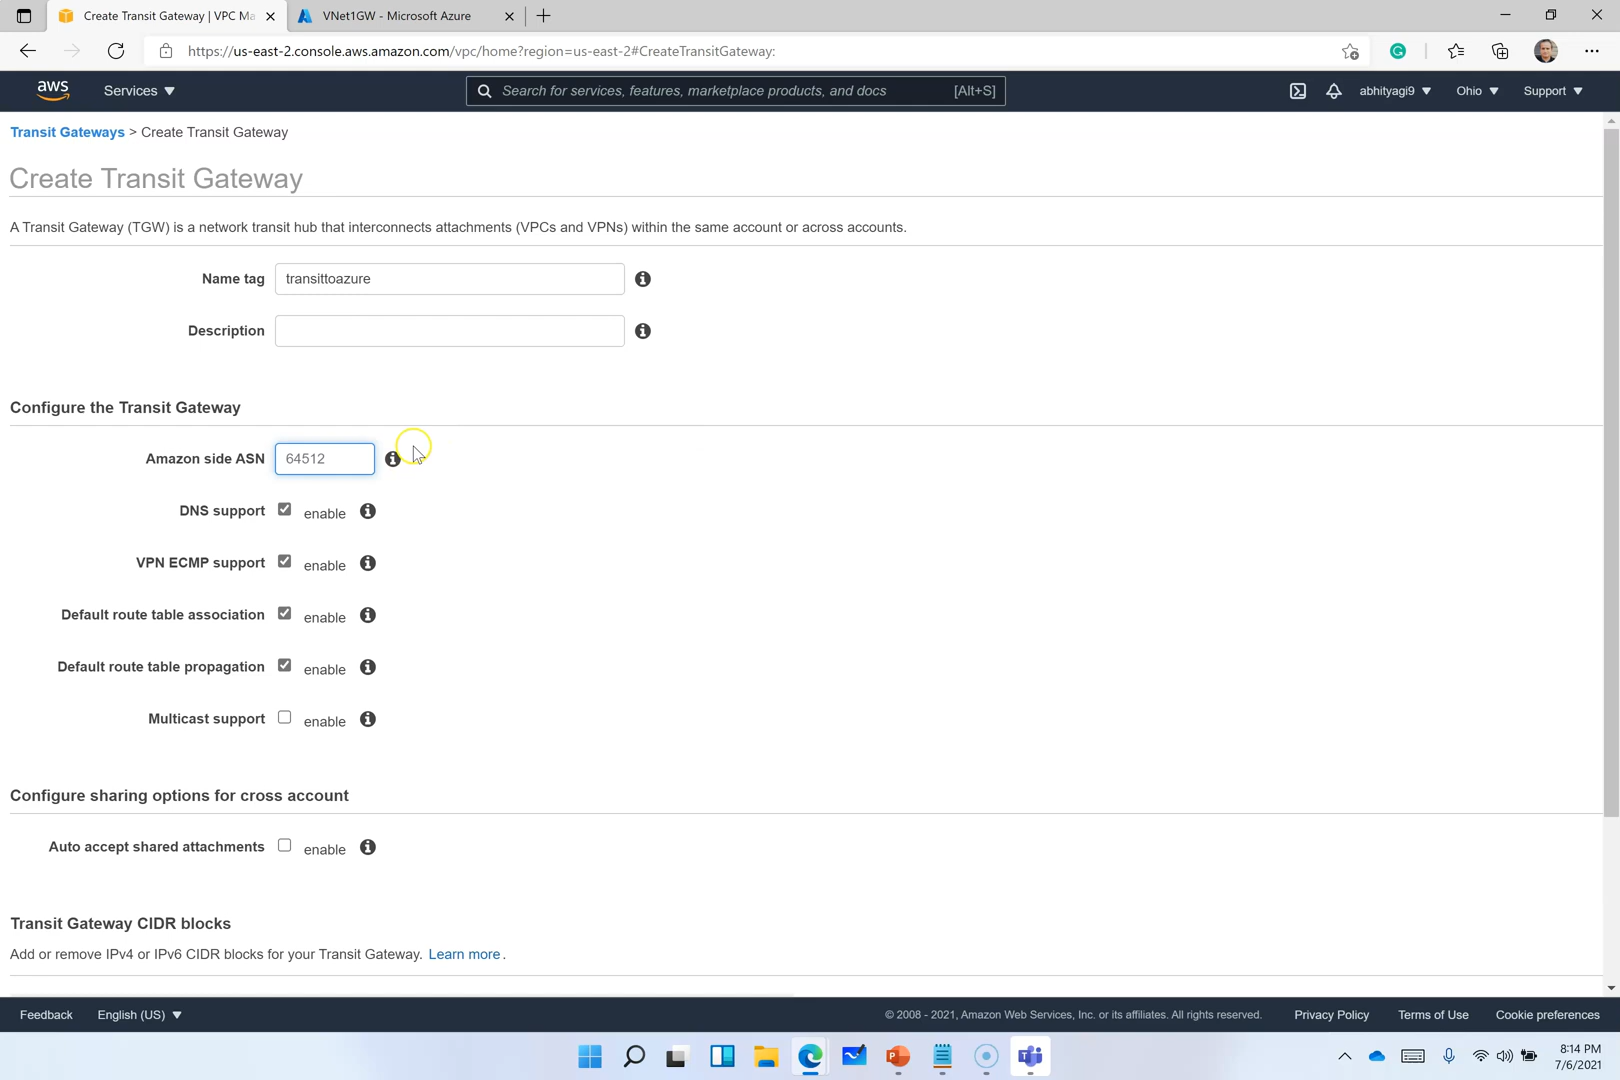 Create Transit Gateway | VPC Ma
VNet1GW - Microsoft Azure
https://us-east-2.console.aws.amazon.com/vpc/home?region=us-east-2#CreateTransitGateway:
aws
Services
Search for services, features, marketplace products, and docs
[Alt+S]
abhityagi9
Ohio
Support
Transit Gateways > Create Transit Gateway
Create Transit Gateway
A Transit Gateway (TGW) is a network transit hub that interconnects attachments (VPCs and VPNs) within the same account or across accounts.
Name tag
transittoazure
Description
Configure the Transit Gateway
Amazon side ASN
64512
DNS support
enable
VPN ECMP support
enable
Default route table association
enable
Default route table propagation
enable
Multicast support
enable
Configure sharing options for cross account
Auto accept shared attachments
enable
Transit Gateway CIDR blocks
Add or remove IPv4 or IPv6 CIDR blocks for your Transit Gateway. Learn more.
Feedback
English (US)
© 2008 - 2021, Amazon Web Services, Inc. or its affiliates. All rights reserved.
Privacy Policy
Terms of Use
Cookie preferences
8:14 PM
7/6/2021